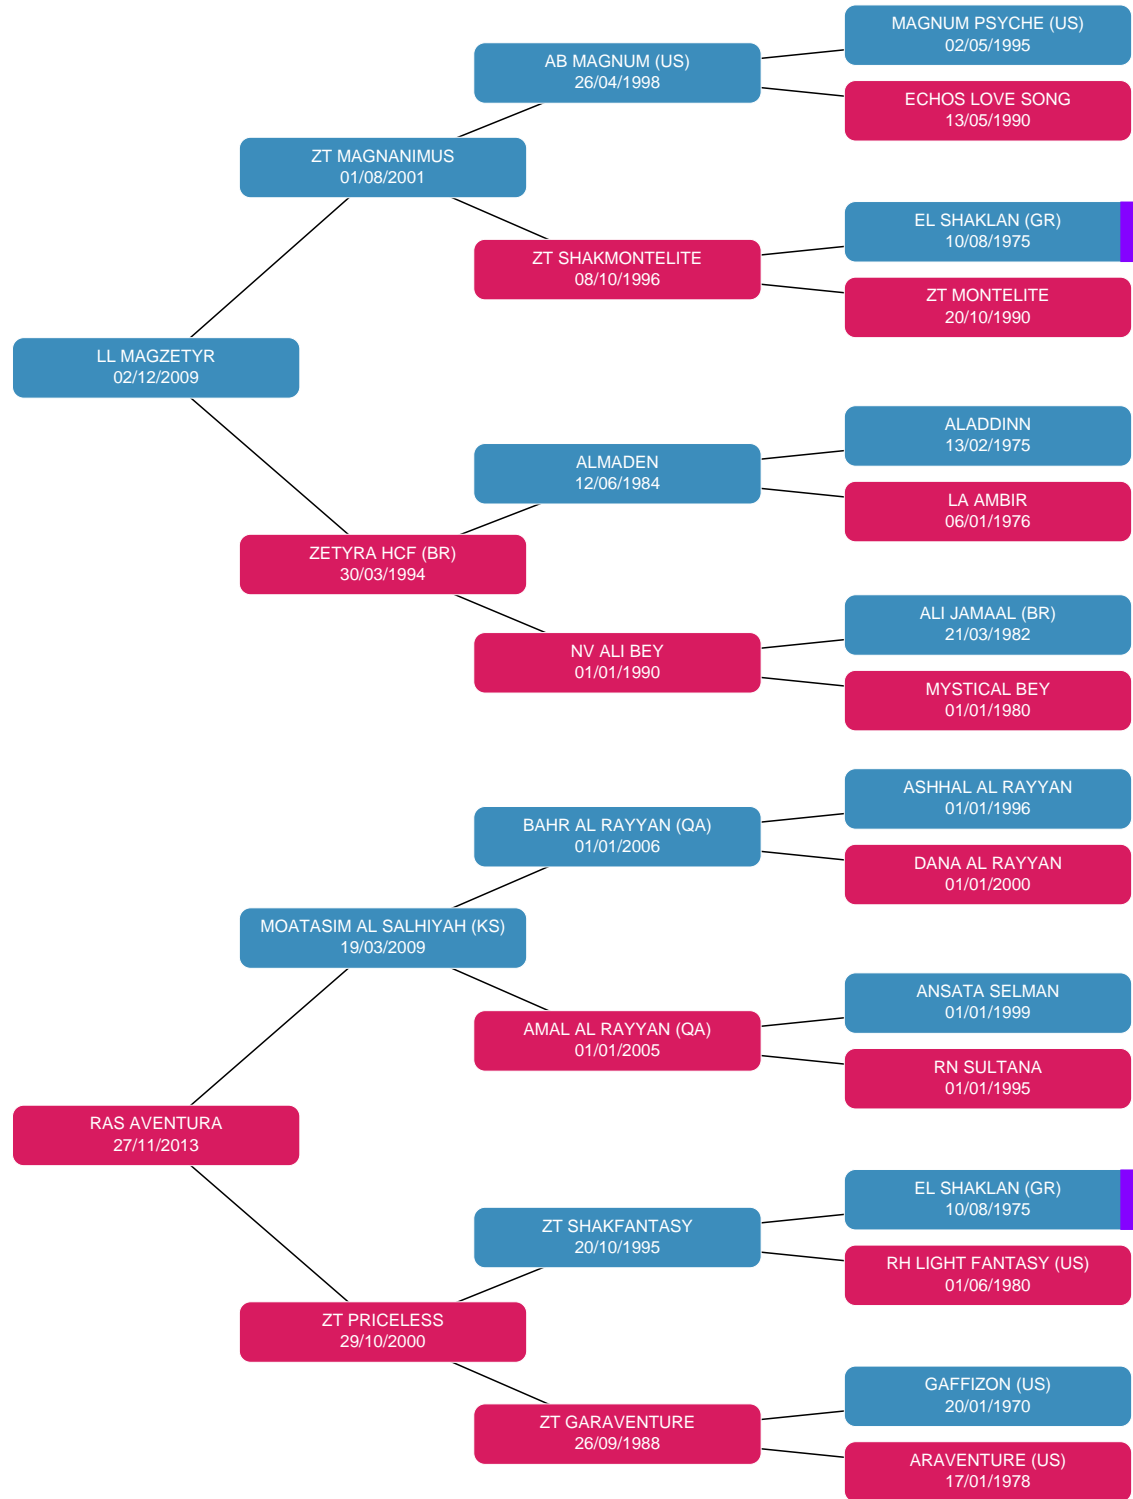 MAGNUM PSYCHE (US)
02/05/1995
AB MAGNUM (US)
26/04/1998
ECHOS LOVE SONG
13/05/1990
ZT MAGNANIMUS
01/08/2001
EL SHAKLAN (GR)
10/08/1975
ZT SHAKMONTELITE
08/10/1996
ZT MONTELITE
20/10/1990
LL MAGZETYR
02/12/2009
ALADDINN
13/02/1975
ALMADEN
12/06/1984
LA AMBIR
06/01/1976
ZETYRA HCF (BR)
30/03/1994
ALI JAMAAL (BR)
21/03/1982
NV ALI BEY
01/01/1990
MYSTICAL BEY
01/01/1980
ASHHAL AL RAYYAN
01/01/1996
BAHR AL RAYYAN (QA)
01/01/2006
DANA AL RAYYAN
01/01/2000
MOATASIM AL SALHIYAH (KS)
19/03/2009
ANSATA SELMAN
01/01/1999
AMAL AL RAYYAN (QA)
01/01/2005
RN SULTANA
01/01/1995
RAS AVENTURA
27/11/2013
EL SHAKLAN (GR)
10/08/1975
ZT SHAKFANTASY
20/10/1995
RH LIGHT FANTASY (US)
01/06/1980
ZT PRICELESS
29/10/2000
GAFFIZON (US)
20/01/1970
ZT GARAVENTURE
26/09/1988
ARAVENTURE (US)
17/01/1978